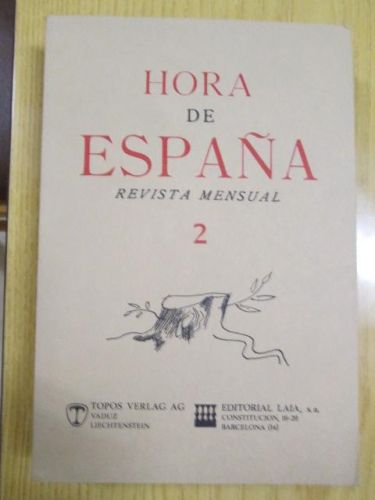 HORA
DE
ESPAÑA
REVISTA MENSUAL
2
TOPOS VERLAG AG
VADUZ
LIECHTENSTEIN
EDITORIAL LAIA, s. a.
CONSTITUCION, 18-20
BARCELONA (14)